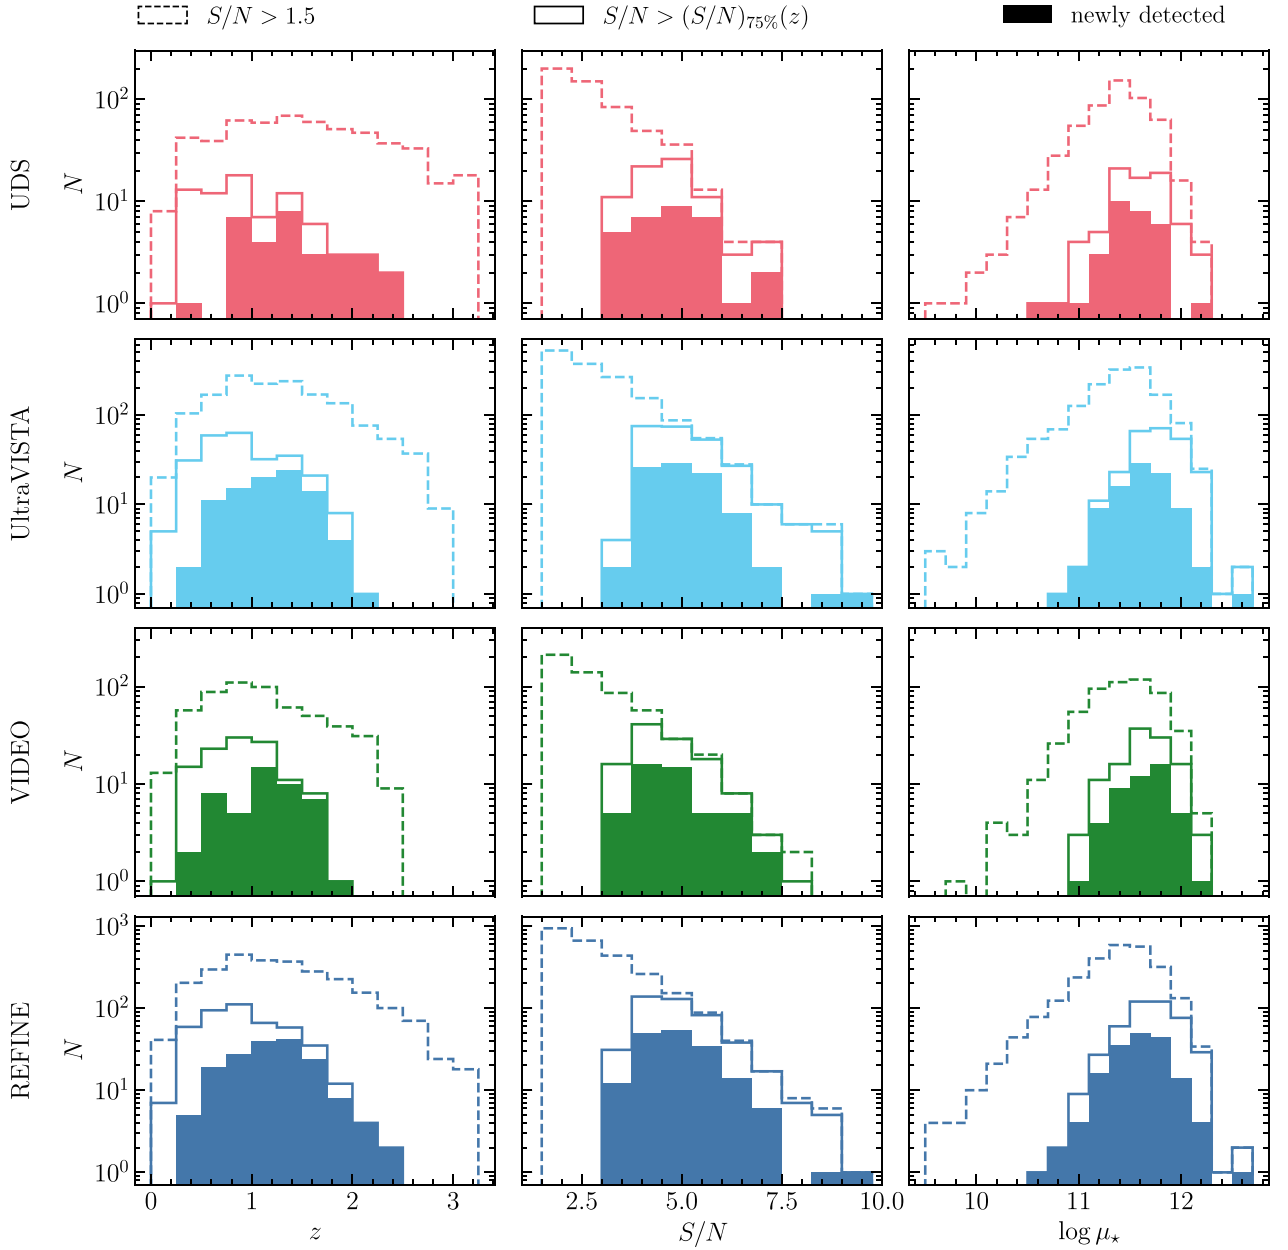 S/N > 1.5
S/N > (S/N)75%(z)
newly detected
UDS
N
10²
10¹
10⁰
UltraVISTA
N
10²
10¹
10⁰
VIDEO
N
10²
10¹
10⁰
REFINE
N
10³
10²
10¹
10⁰
0 1 2 3
2.5 5.0 7.5 10.0
10 11 12
z
S/N
log μ⋆